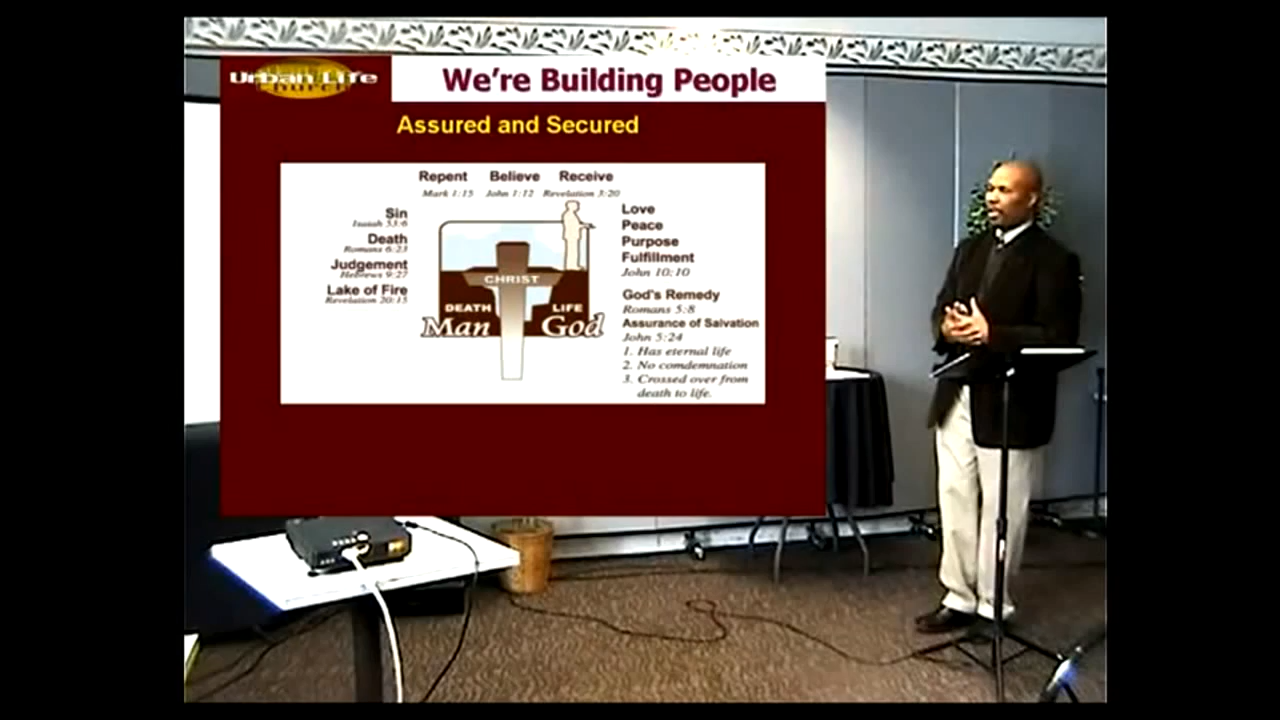 Urban Life
Church
We're Building People
Assured and Secured
Repent Believe Receive
Mark 1:15 John 1:12 Revelation 3:20
Sin
Isaiah 53:6
Death
Romans 6:23
Judgement
Hebrews 9:27
Lake of Fire
Revelation 20:15
CHRIST
DEATH LIFE
Man God
Love
Peace
Purpose
Fulfillment
John 10:10
God's Remedy
Romans 5:8
Assurance of Salvation
John 5:24
1. Has eternal life
2. No comdemnation
3. Crossed over from
death to life.